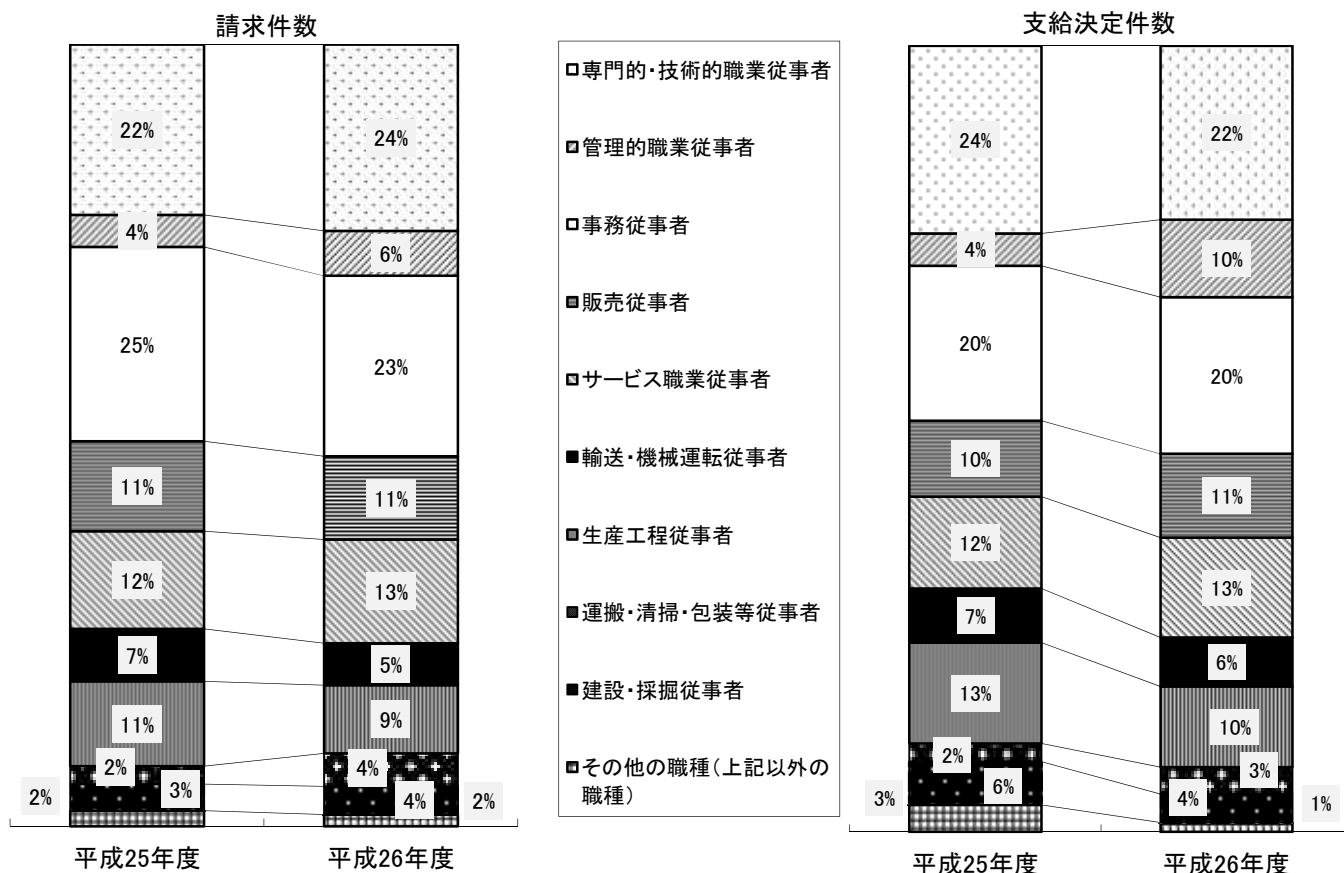 請求件数
22%
4%
25%
11%
12%
7%
11%
2%
3%
2%
24%
6%
23%
11%
13%
5%
9%
4%
4%
2%
平成25年度
平成26年度
専門的・技術的職業従事者
管理的職業従事者
事務従事者
販売従事者
サービス職業従事者
輸送・機械運転従事者
生産工程従事者
運搬・清掃・包装等従事者
建設・採掘従事者
その他の職種(上記以外の
職種)
支給決定件数
24%
4%
20%
10%
12%
7%
13%
2%
6%
3%
22%
10%
20%
11%
13%
6%
10%
3%
4%
1%
平成25年度
平成26年度